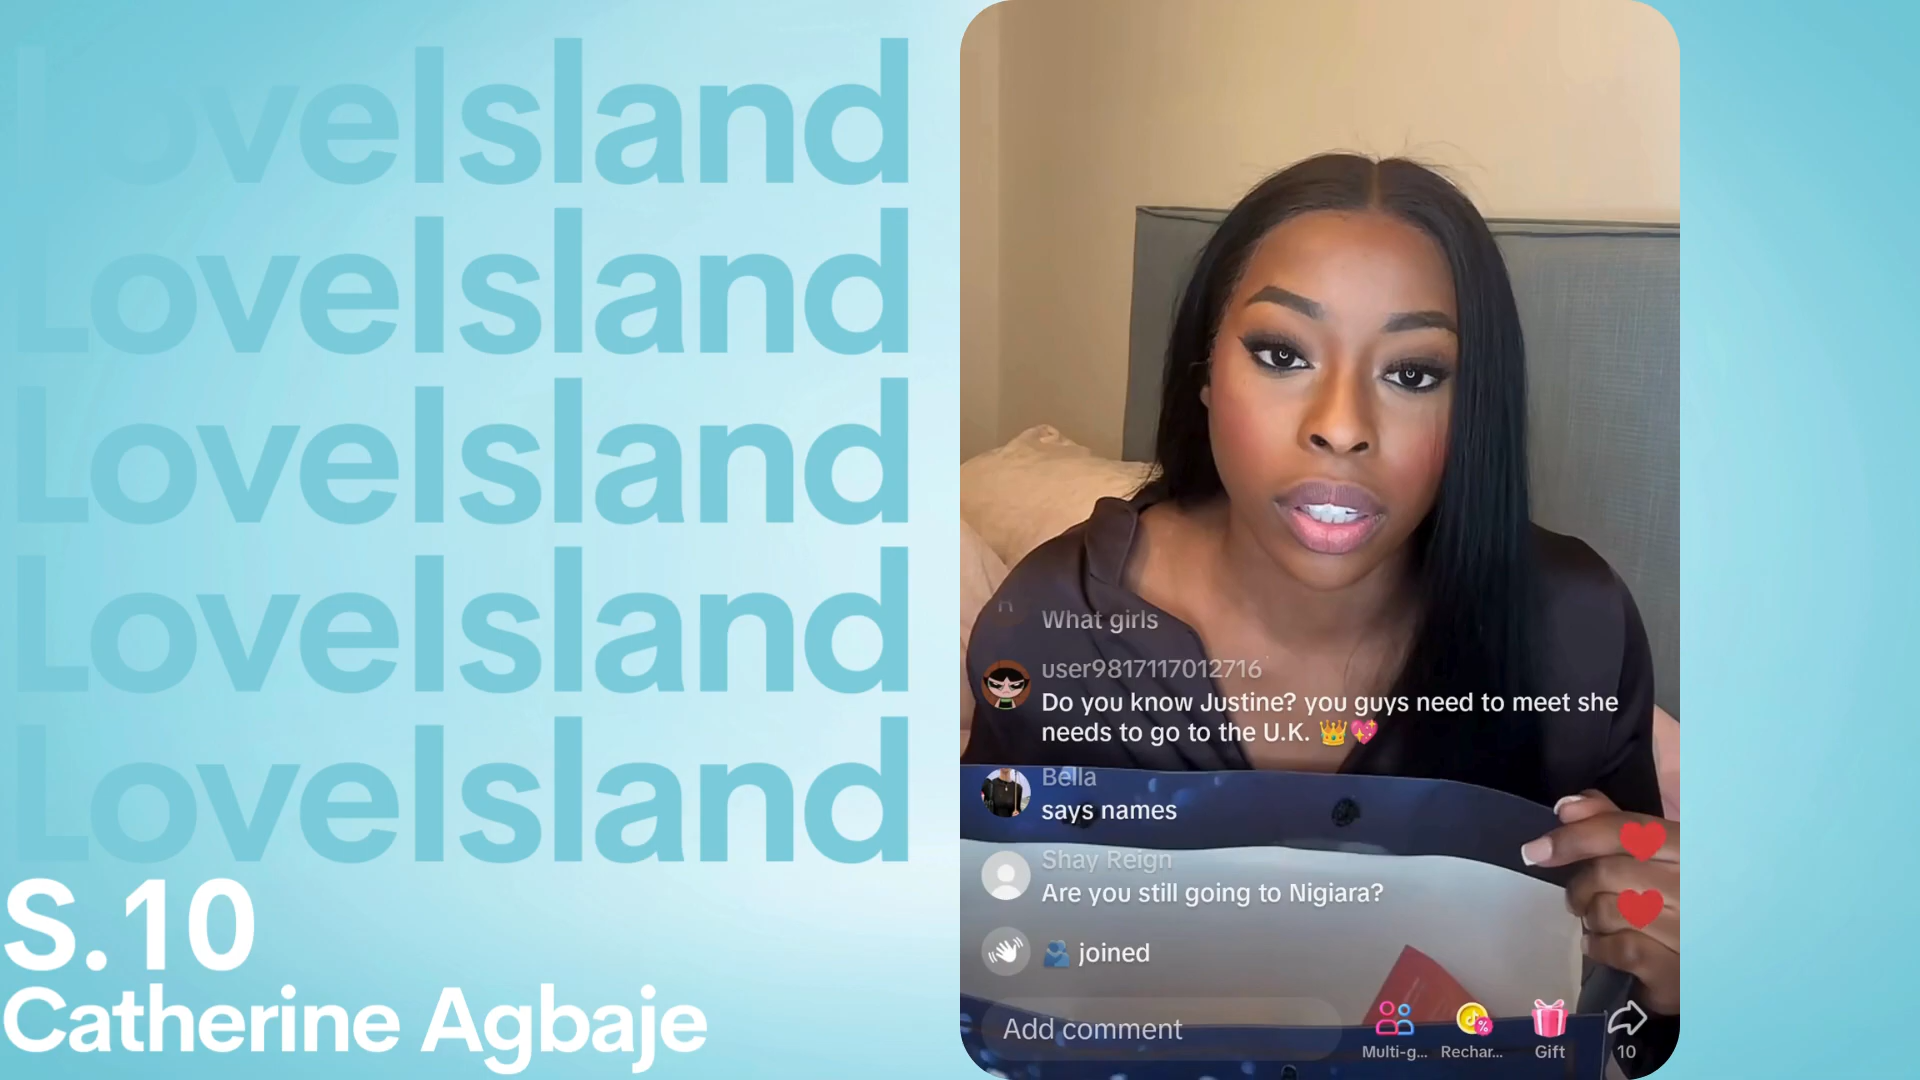 LoveIsland
LoveIsland
LoveIsland
LoveIsland
LoveIsland
S.10
Catherine Agbaje
What girls
user9817117012716
Do you know Justine? you guys need to meet she
needs to go to the U.K. 👑💖
Bella
says names
Shay Reign
Are you still going to Nigiara?
joined
Add comment
Multi-g...
Rechar...
Gift
10